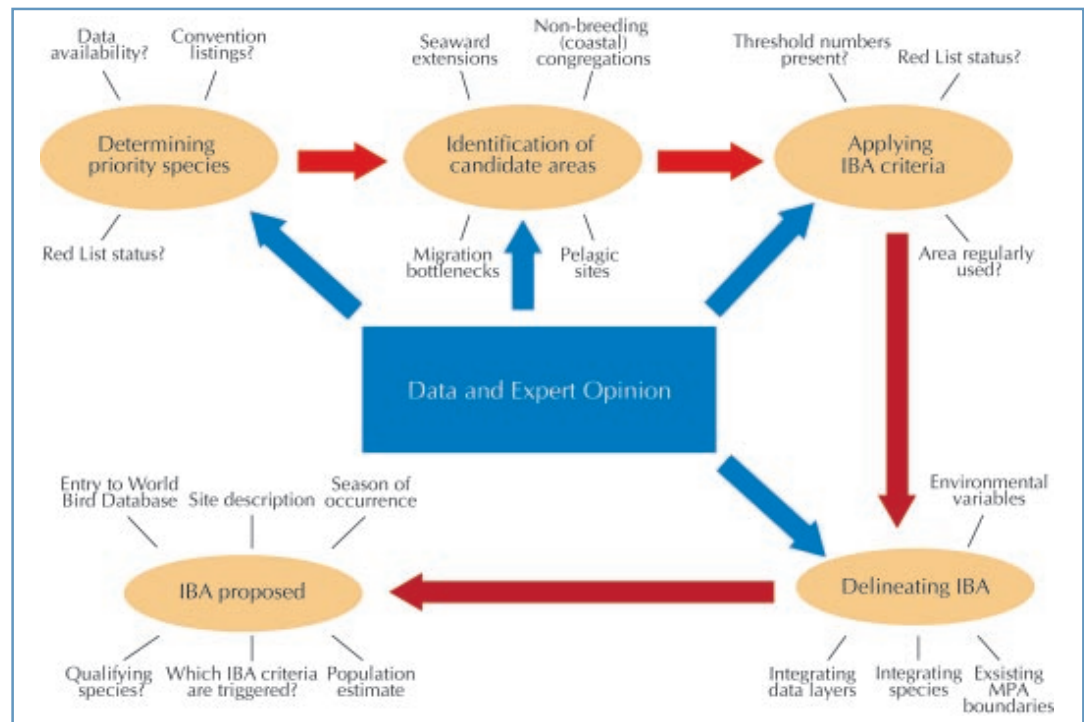 Data
availability?
Convention
listings?
Determining
priority species
Red List status?
Seaward
extensions
Non-breeding
(coastal)
congregations
Identification of
candidate areas
Migration
bottlenecks
Pelagic
sites
Threshold numbers
present?
Red List status?
Applying
IBA criteria
Area regularly
used?
Data and Expert Opinion
Environmental
variables
Delineating IBA
Integrating
data layers
Integrating
species
Exsisting
MPA
boundaries
Entry to World
Bird Database
Site description
Season of
occurrence
IBA proposed
Qualifying
species?
Which IBA criteria
are triggered?
Population
estimate